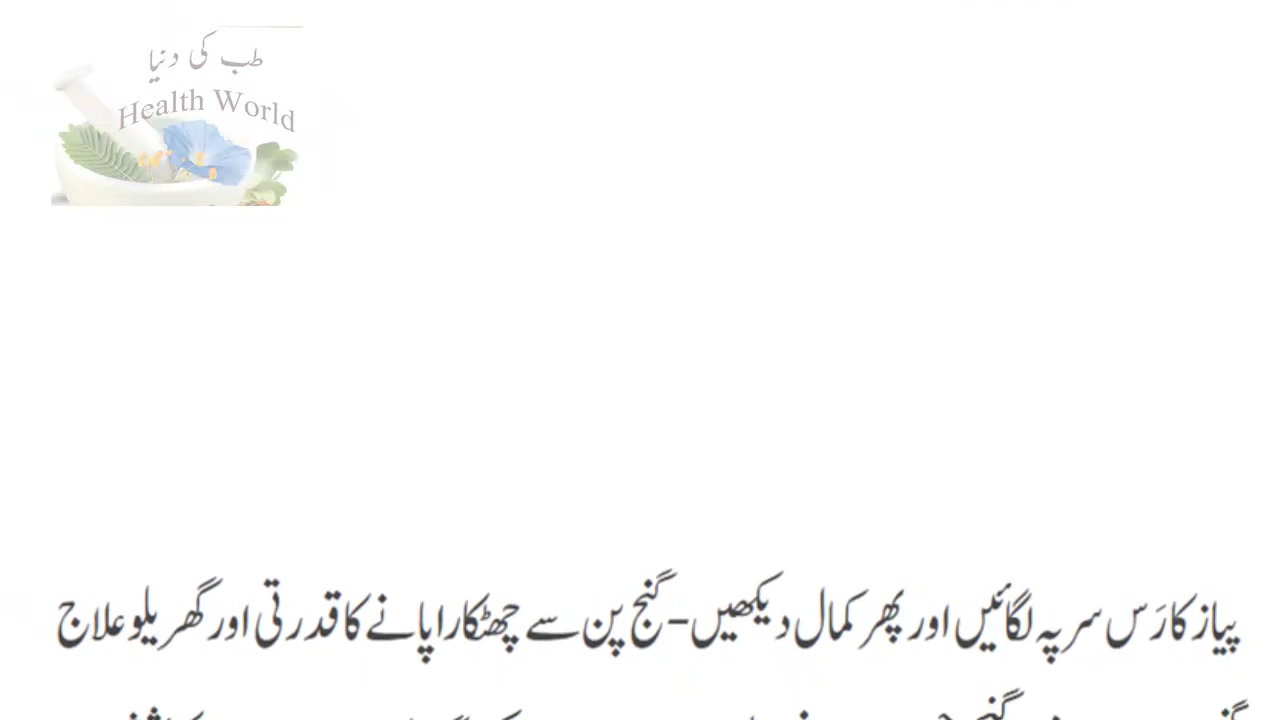 طب کی دنیا
Health World
پیاز کا رَس سر پہ لگائیں اور پھر کمال دیکھیں-گنج پن سے چھٹکارا پانے کا قدرتی اور گھریلو علاج